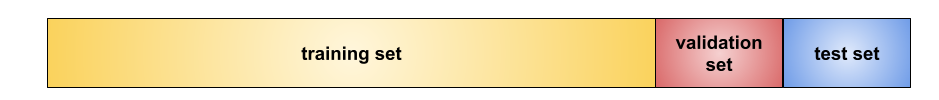 training set
validation
set
test set